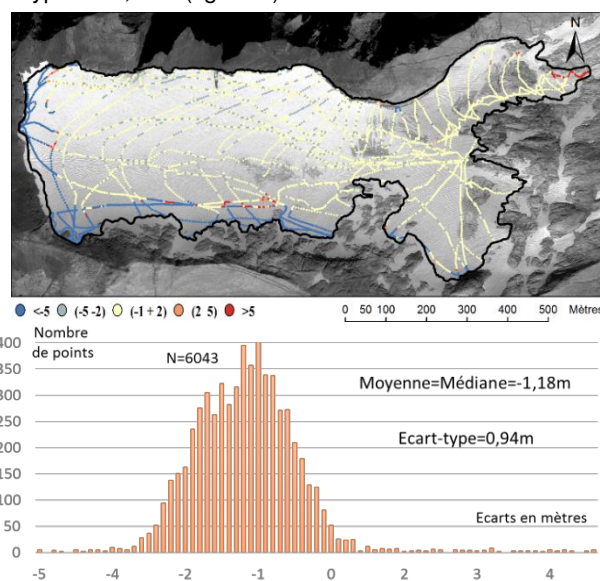 N
<-5 (-5 -2) (-1 + 2) (2 5) >5
0 50 100 200 300 400 500 Mètres
Nombre
de points
N=6043
Moyenne=Médiane=-1,18m
Ecart-type=0,94m
Ecarts en mètres
400
350
300
250
200
150
100
50
0
-5 -4 -3 -2 -1 0 1 2 3 4